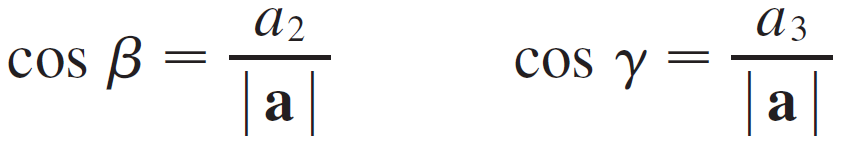 cos β = a₂ / |a|    cos γ = a₃ / |a|